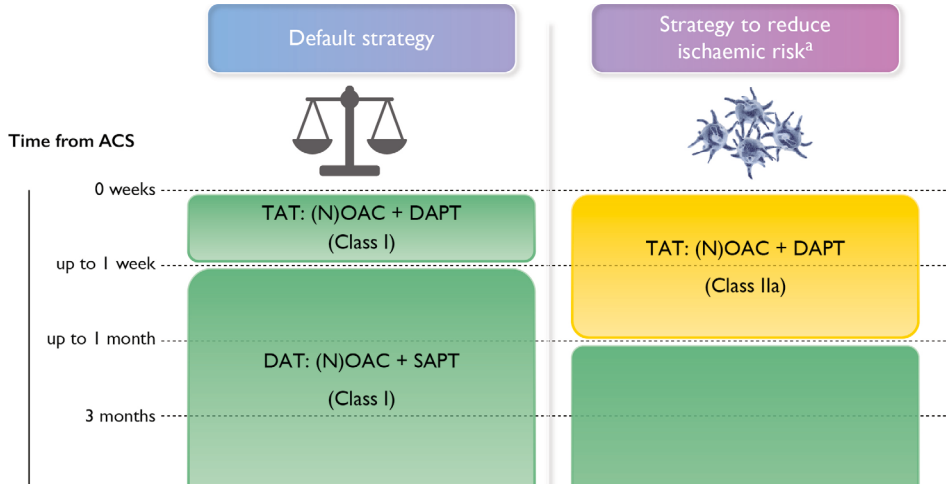 Default strategy
Strategy to reduce
ischaemic riskᵃ
Time from ACS
0 weeks
TAT: (N)OAC + DAPT
(Class I)
TAT: (N)OAC + DAPT
(Class IIa)
up to 1 week
up to 1 month
DAT: (N)OAC + SAPT
(Class I)
3 months